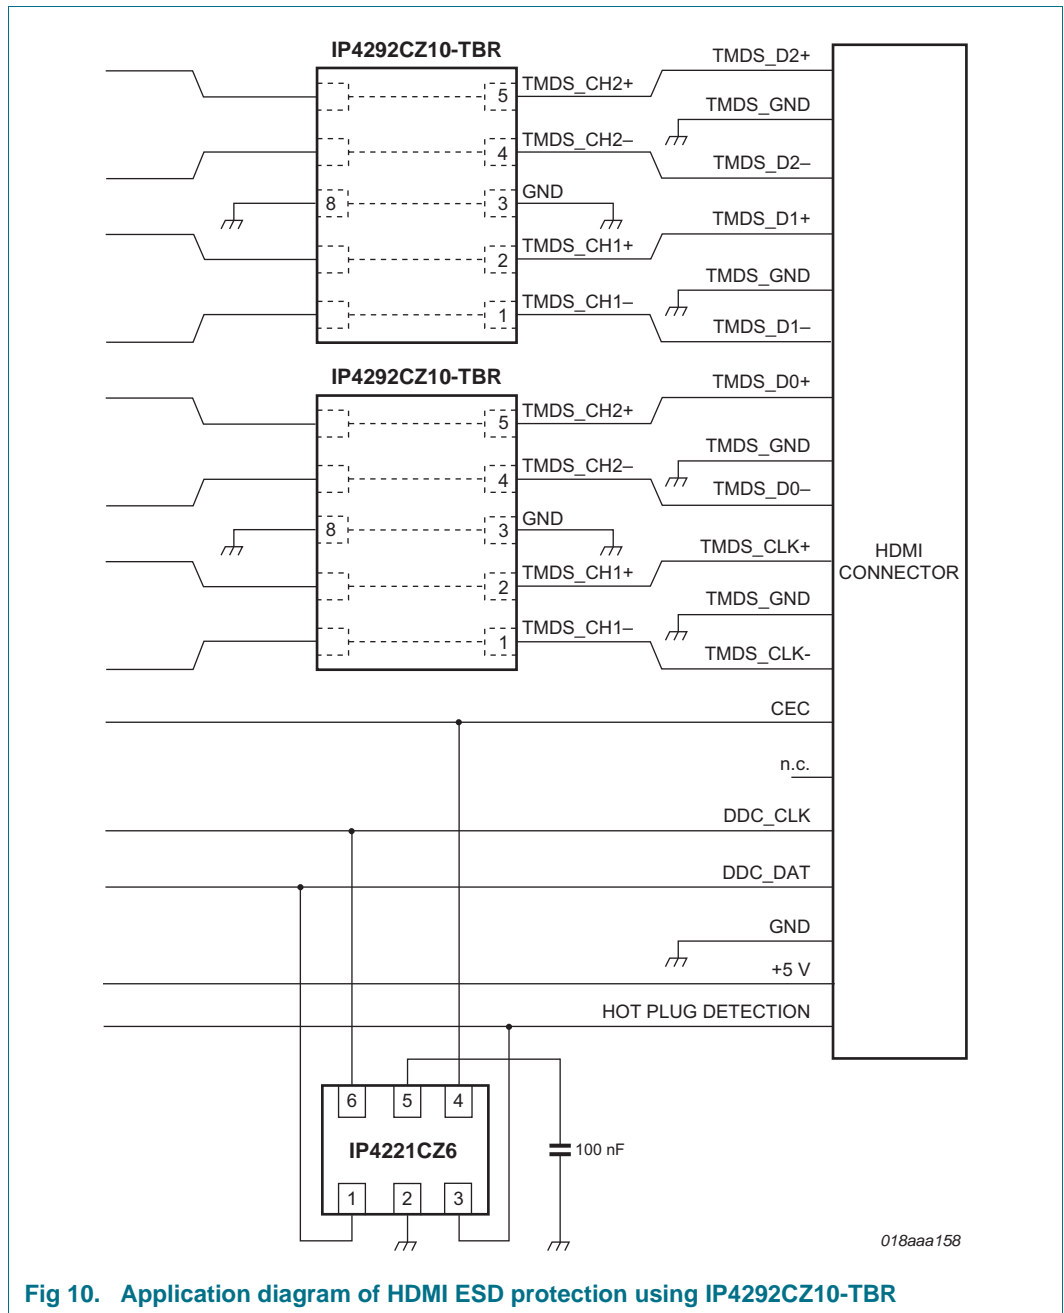 IP4292CZ10-TBR
TMDS_D2+
5
TMDS_CH2+
TMDS_GND
4
TMDS_CH2–
TMDS_D2–
8
3
GND
TMDS_D1+
2
TMDS_CH1+
TMDS_GND
1
TMDS_CH1–
TMDS_D1–
IP4292CZ10-TBR
TMDS_D0+
5
TMDS_CH2+
TMDS_GND
4
TMDS_CH2–
TMDS_D0–
8
3
GND
TMDS_CLK+
HDMI
CONNECTOR
2
TMDS_CH1+
TMDS_GND
1
TMDS_CH1–
TMDS_CLK-
CEC
n.c.
DDC_CLK
DDC_DAT
GND
+5 V
HOT PLUG DETECTION
6
5
4
IP4221CZ6
100 nF
1
2
3
018aaa158
Fig 10. Application diagram of HDMI ESD protection using IP4292CZ10-TBR